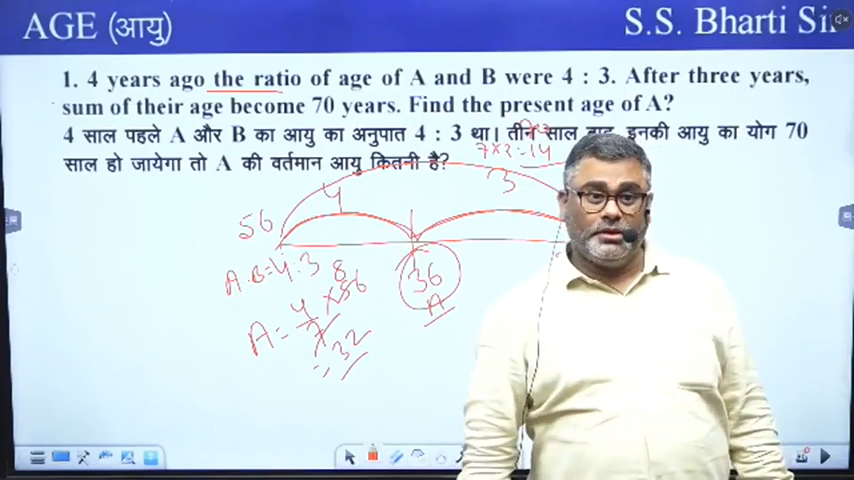 AGE (आयु)
S.S. Bharti Sir
1. 4 years ago the ratio of age of A and B were 4 : 3. After three years,
sum of their age become 70 years. Find the present age of A?
4 साल पहले A और B का आयु का अनुपात 4 : 3 था। तीन साल बाद, इनकी आयु का योग 70
साल हो जायेगा तो A की वर्तमान आयु कितनी है?
7×2=14
4
3
56
A:B=4:3
8
36
A
A= 4/7 ×56
= 32